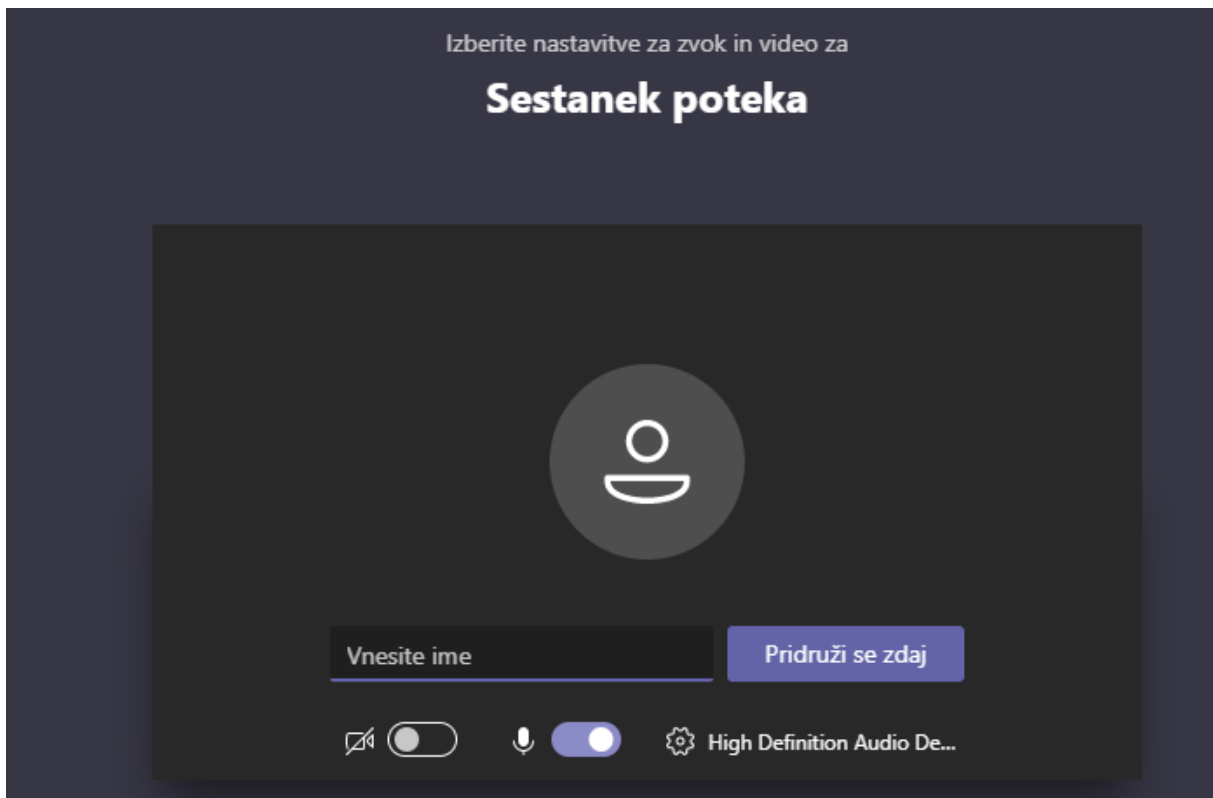 Izberite nastavitve za zvok in video za
Sestanek poteka
Vnesite ime
Pridruži se zdaj
High Definition Audio De...